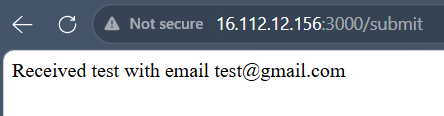 Not secure 16.112.12.156:3000/submit
Received test with email test@gmail.com